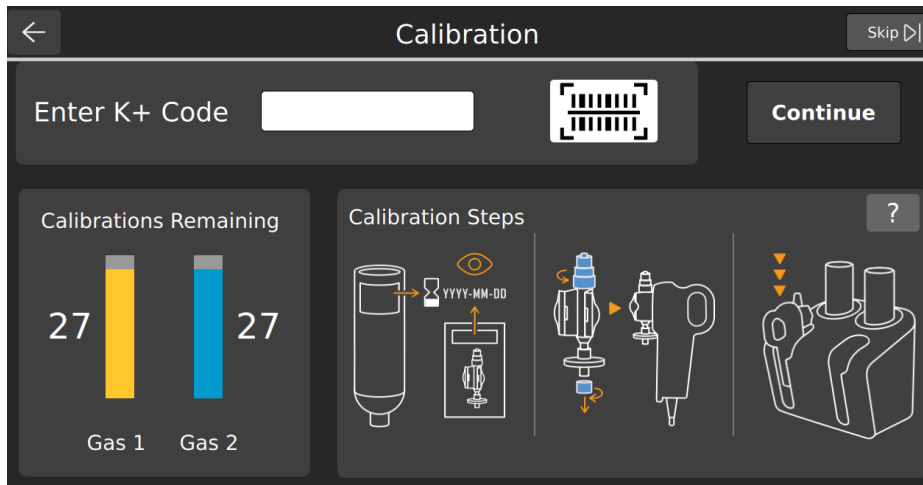 Calibration
Skip
Enter K+ Code
Continue
Calibrations Remaining
27
27
Gas 1
Gas 2
Calibration Steps
?
YYYY-MM-DD